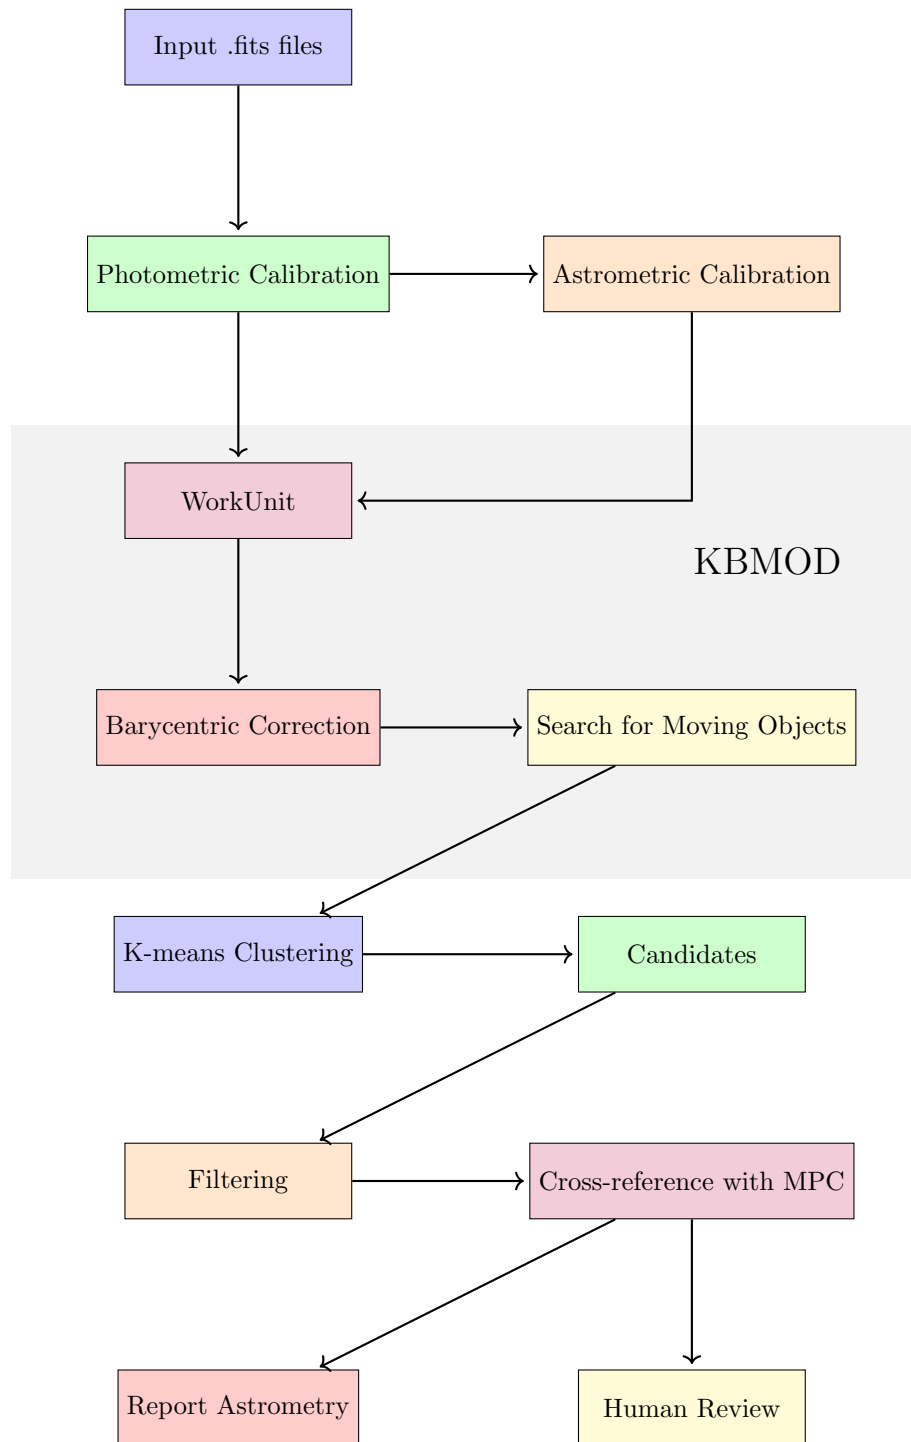 Input .fits files
Photometric Calibration
Astrometric Calibration
WorkUnit
KBMOD
Barycentric Correction
Search for Moving Objects
K-means Clustering
Candidates
Filtering
Cross-reference with MPC
Report Astrometry
Human Review